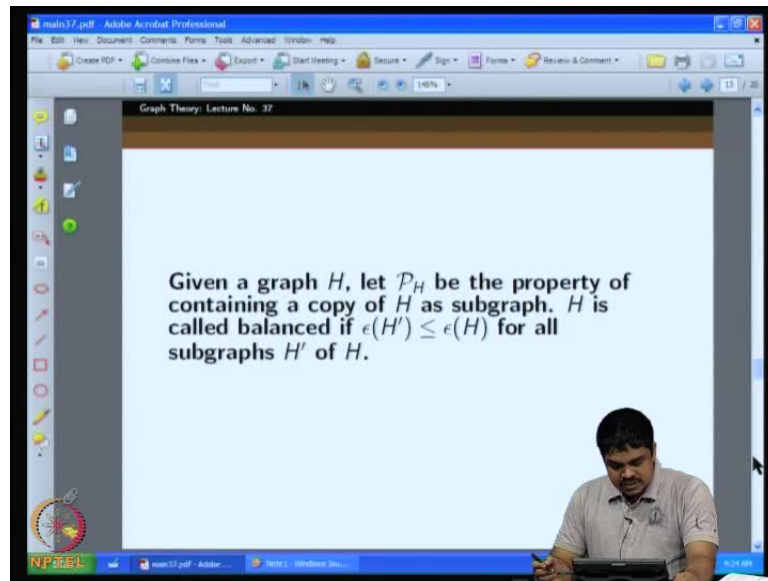 main37.pdf - Adobe Acrobat Professional
File Edit View Document Comments Forms Tools Advanced Window Help
Create PDF Combine Files Export Start Meeting Secure Sign Forms Review & Comment
Find 146% 13 / 20
Graph Theory: Lecture No. 37
Given a graph H, let 𝒫_H be the property of
containing a copy of H as subgraph. H is
called balanced if ϵ(H′) ≤ ϵ(H) for all
subgraphs H′ of H.
NPTEL
main37.pdf - Adobe ... Note1 - Windows Jou... 9:24 AM